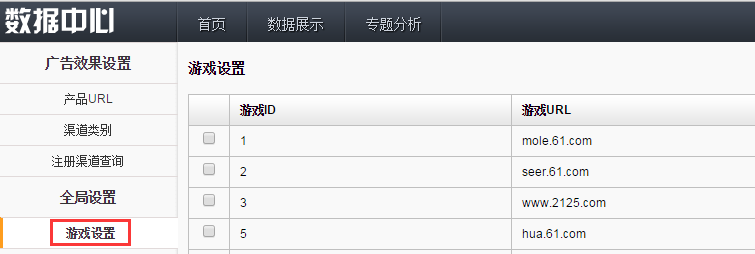 数据中心 首页 数据展示 专题分析
广告效果设置
产品URL
渠道类别
注册渠道查询
全局设置
游戏设置
游戏设置
游戏ID 游戏URL
1 mole.61.com
2 seer.61.com
3 www.2125.com
5 hua.61.com